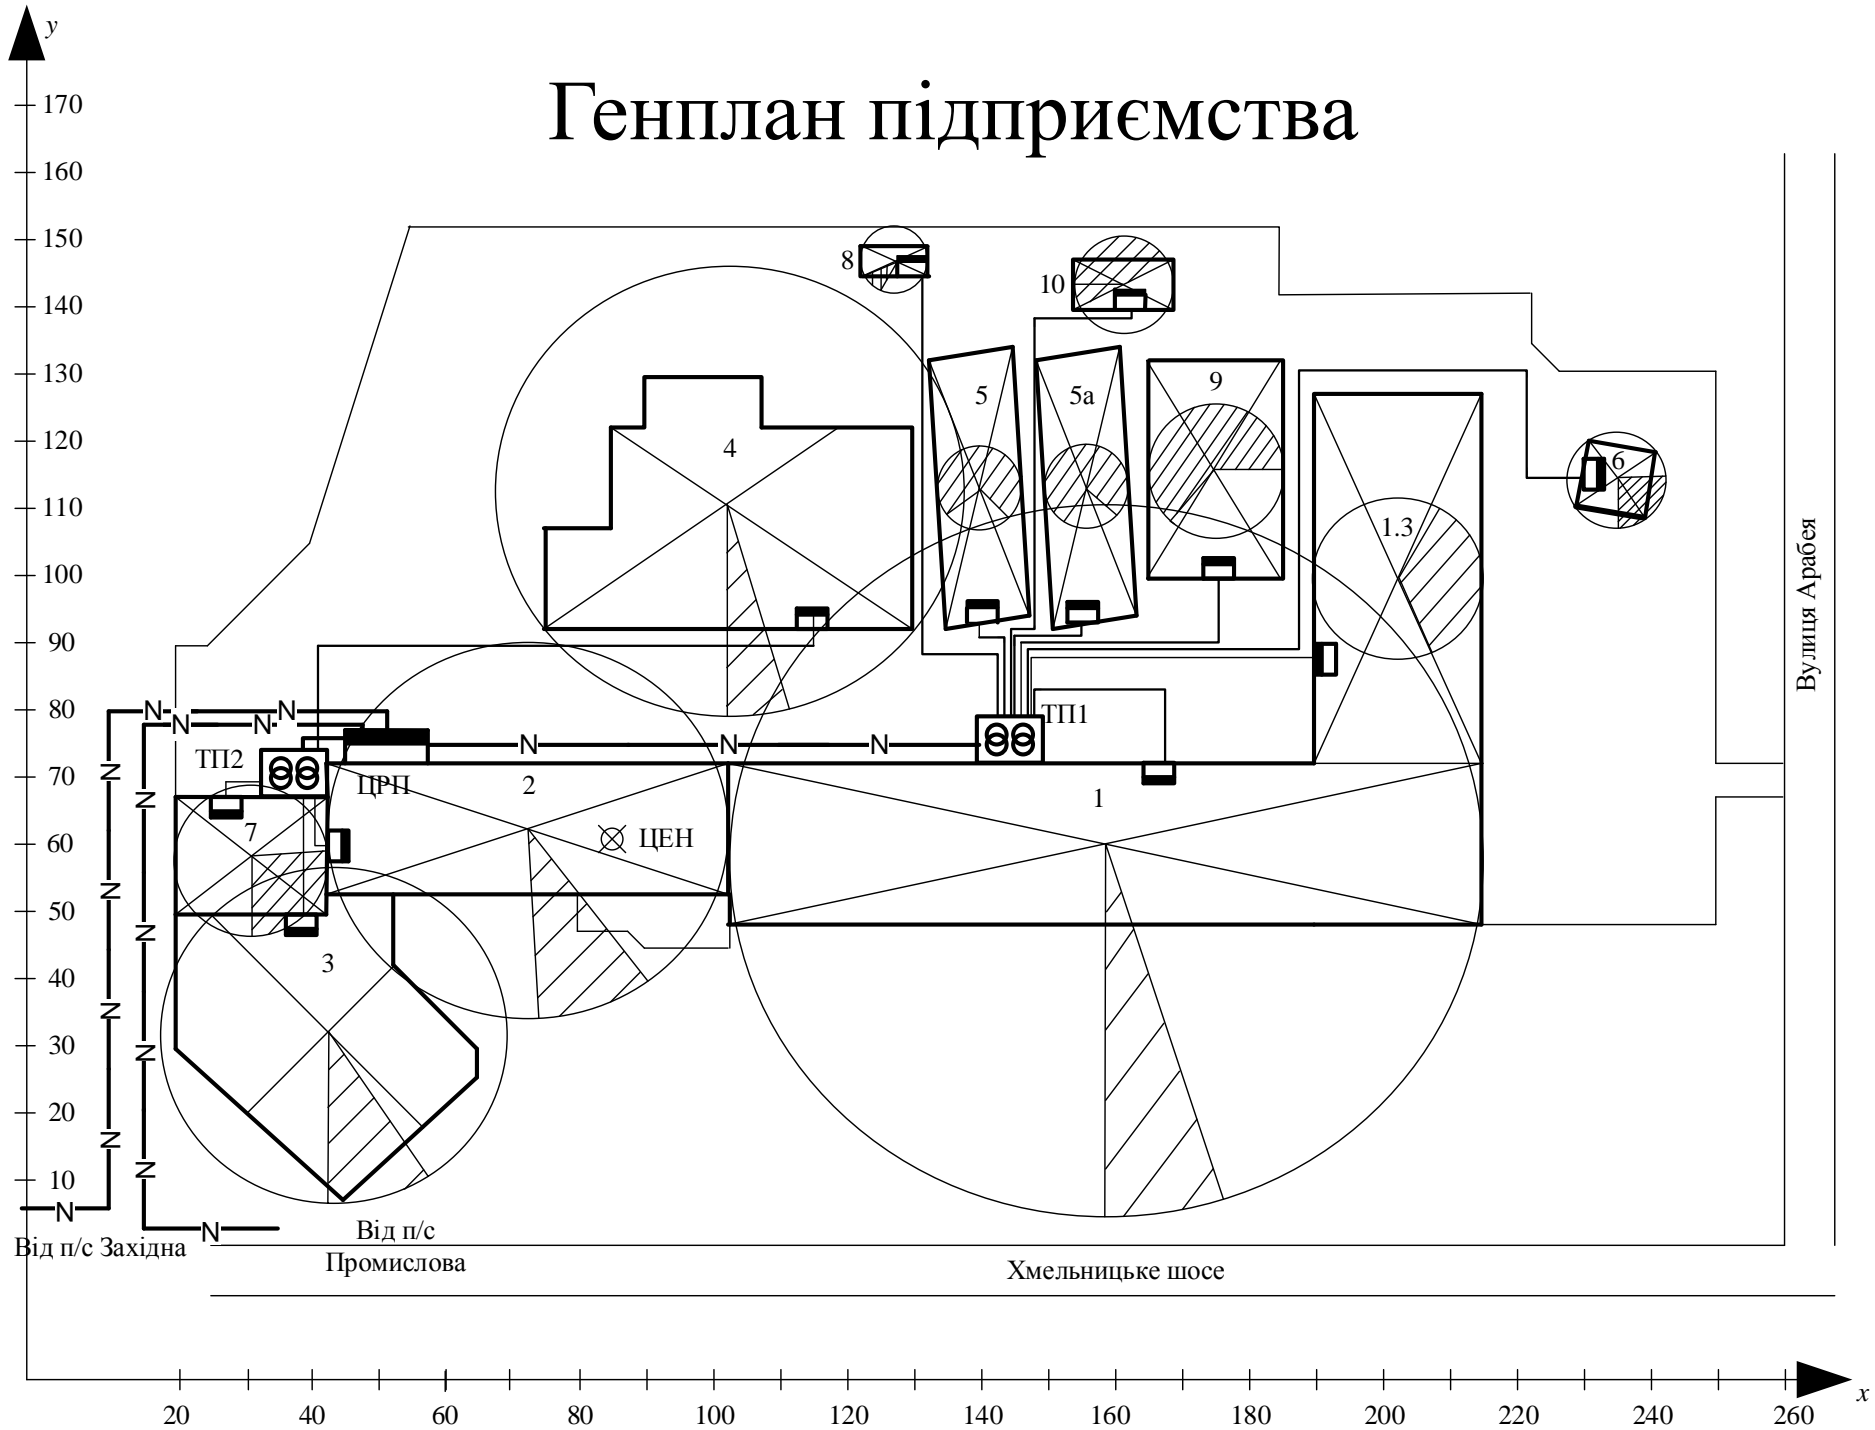 y
Генплан підприємства
170
160
150
140
130
120
110
100
90
80
70
60
50
40
30
20
10
8
10
4
5
5а
9
1.3
6
Вулиця Арабея
N
N
N
N
N
N
N
N
ТП1
ТП2
ЦРП
2
1
7
ЦЕН
3
N
N
N
N
N
N
N
N
N
N
Від п/с Західна
Від п/с
Промислова
Хмельницьке шосе
20
40
60
80
100
120
140
160
180
200
220
240
260
x